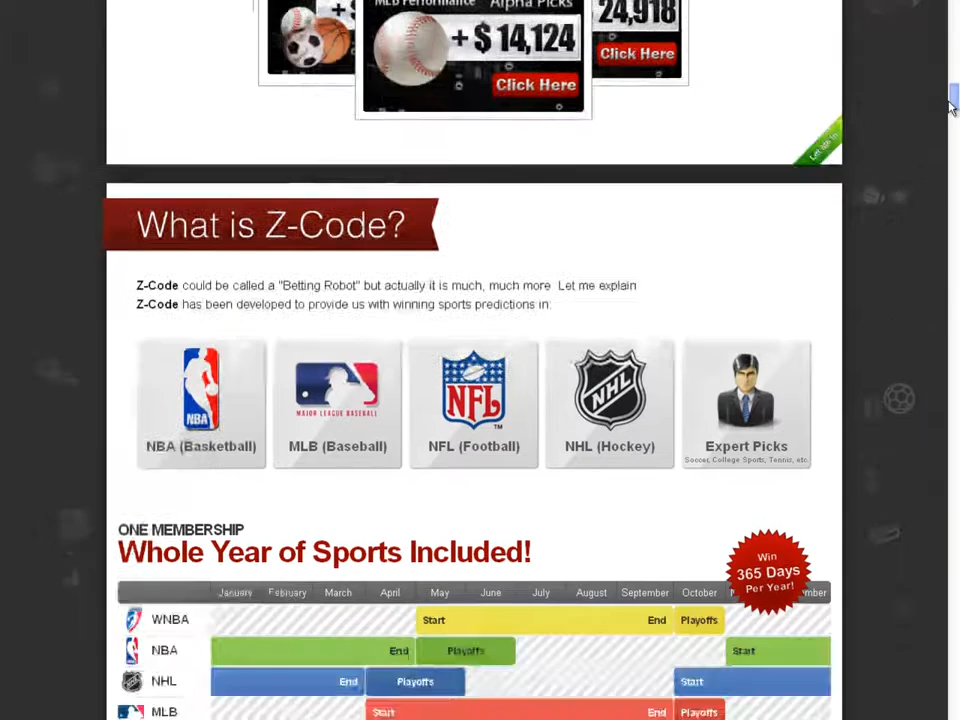 MLB Performance Alpha Picks
+ $ 14,124
24,918
Click Here
Click Here
Left Side In
What is Z-Code?
Z-Code could be called a "Betting Robot" but actually it is much, much more Let me explain
Z-Code has been developed to provide us with winning sports predictions in:
NBA
MAJOR LEAGUE BASEBALL
NFL
NHL
NBA (Basketball)
MLB (Baseball)
NFL (Football)
NHL (Hockey)
Expert Picks
Soccer, College Sports, Tennis, etc
ONE MEMBERSHIP
Whole Year of Sports Included!
Win
365 Days
Per Year!
January February March April May June July August September October
WNBA Start End Playoffs
NBA End Playoffs Start
NHL End Playoffs Start
MLB Start End Playoffs